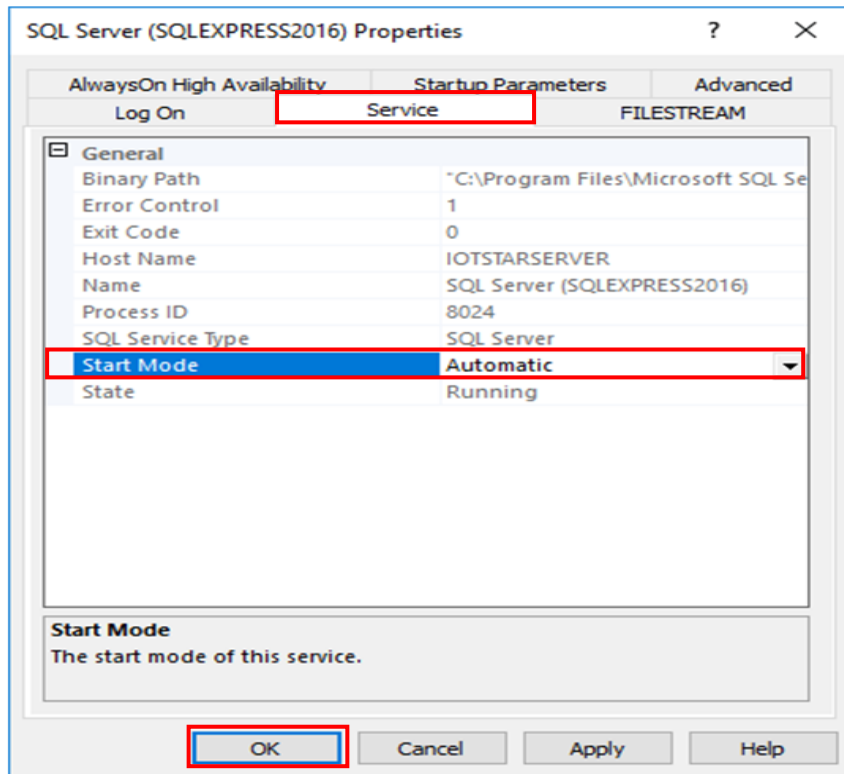 SQL Server (SQLEXPRESS2016) Properties ? ×
AlwaysOn High Availability Startup Parameters Advanced
Log On Service FILESTREAM
General
Binary Path "C:\Program Files\Microsoft SQL Se
Error Control 1
Exit Code 0
Host Name IOTSTARSERVER
Name SQL Server (SQLEXPRESS2016)
Process ID 8024
SQL Service Type SQL Server
Start Mode Automatic
State Running
Start Mode
The start mode of this service.
OK Cancel Apply Help